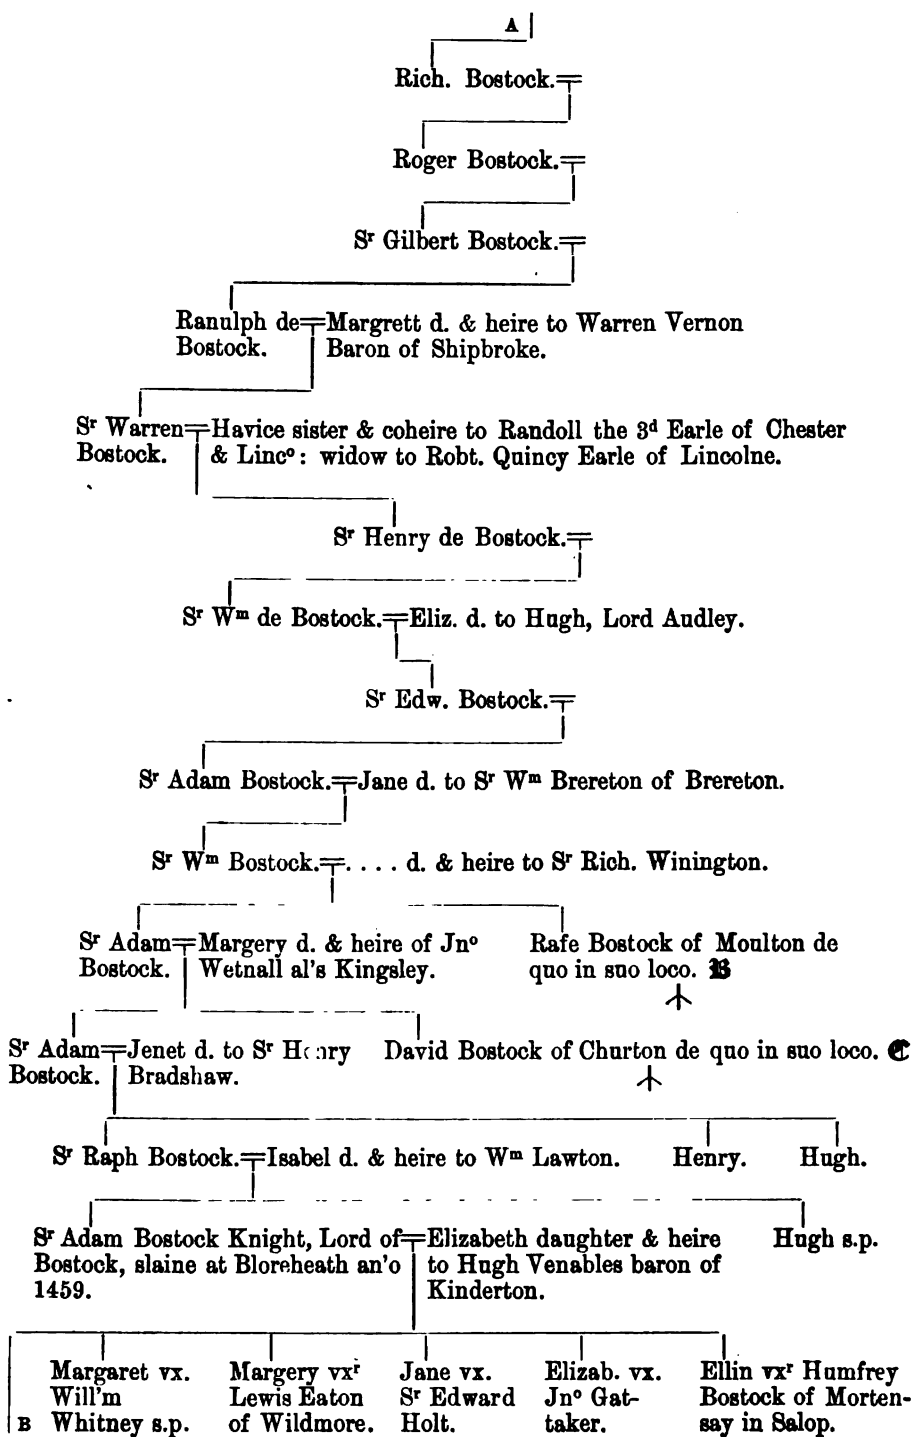 A
Rich. Bostock.
Roger Bostock.
Sʳ Gilbert Bostock.
Ranulph de Bostock.
Margrett d. & heire to Warren Vernon
Baron of Shipbroke.
Sʳ Warren
Bostock.
Havice sister & coheire to Randoll the 3ᵈ Earle of Chester
& Lincᵒ: widow to Robt. Quincy Earle of Lincolne.
Sʳ Henry de Bostock.
Sʳ Wᵐ de Bostock. Eliz. d. to Hugh, Lord Audley.
Sʳ Edw. Bostock.
Sʳ Adam Bostock. Jane d. to Sʳ Wᵐ Brereton of Brereton.
Sʳ Wᵐ Bostock. . . . . d. & heire to Sʳ Rich. Winington.
Sʳ Adam
Bostock.
Margery d. & heire of Jnᵒ
Wetnall al's Kingsley.
Rafe Bostock of Moulton de
quo in suo loco. B
Sʳ Adam
Bostock.
Jenet d. to Sʳ Henry
Bradshaw.
David Bostock of Churton de quo in suo loco. C
Sʳ Raph Bostock. Isabel d. & heire to Wᵐ Lawton. Henry. Hugh.
Sʳ Adam Bostock Knight, Lord of
Bostock, slaine at Bloreheath an'o
1459.
Elizabeth daughter & heire
to Hugh Venables baron of
Kinderton.
Hugh s.p.
B
Margaret vx.
Will'm
Whitney s.p.
Margery vxʳ
Lewis Eaton
of Wildmore.
Jane vx.
Sʳ Edward
Holt.
Elizab. vx.
Jnᵒ Gat-
taker.
Ellin vxʳ Humfrey
Bostock of Morten-
say in Salop.